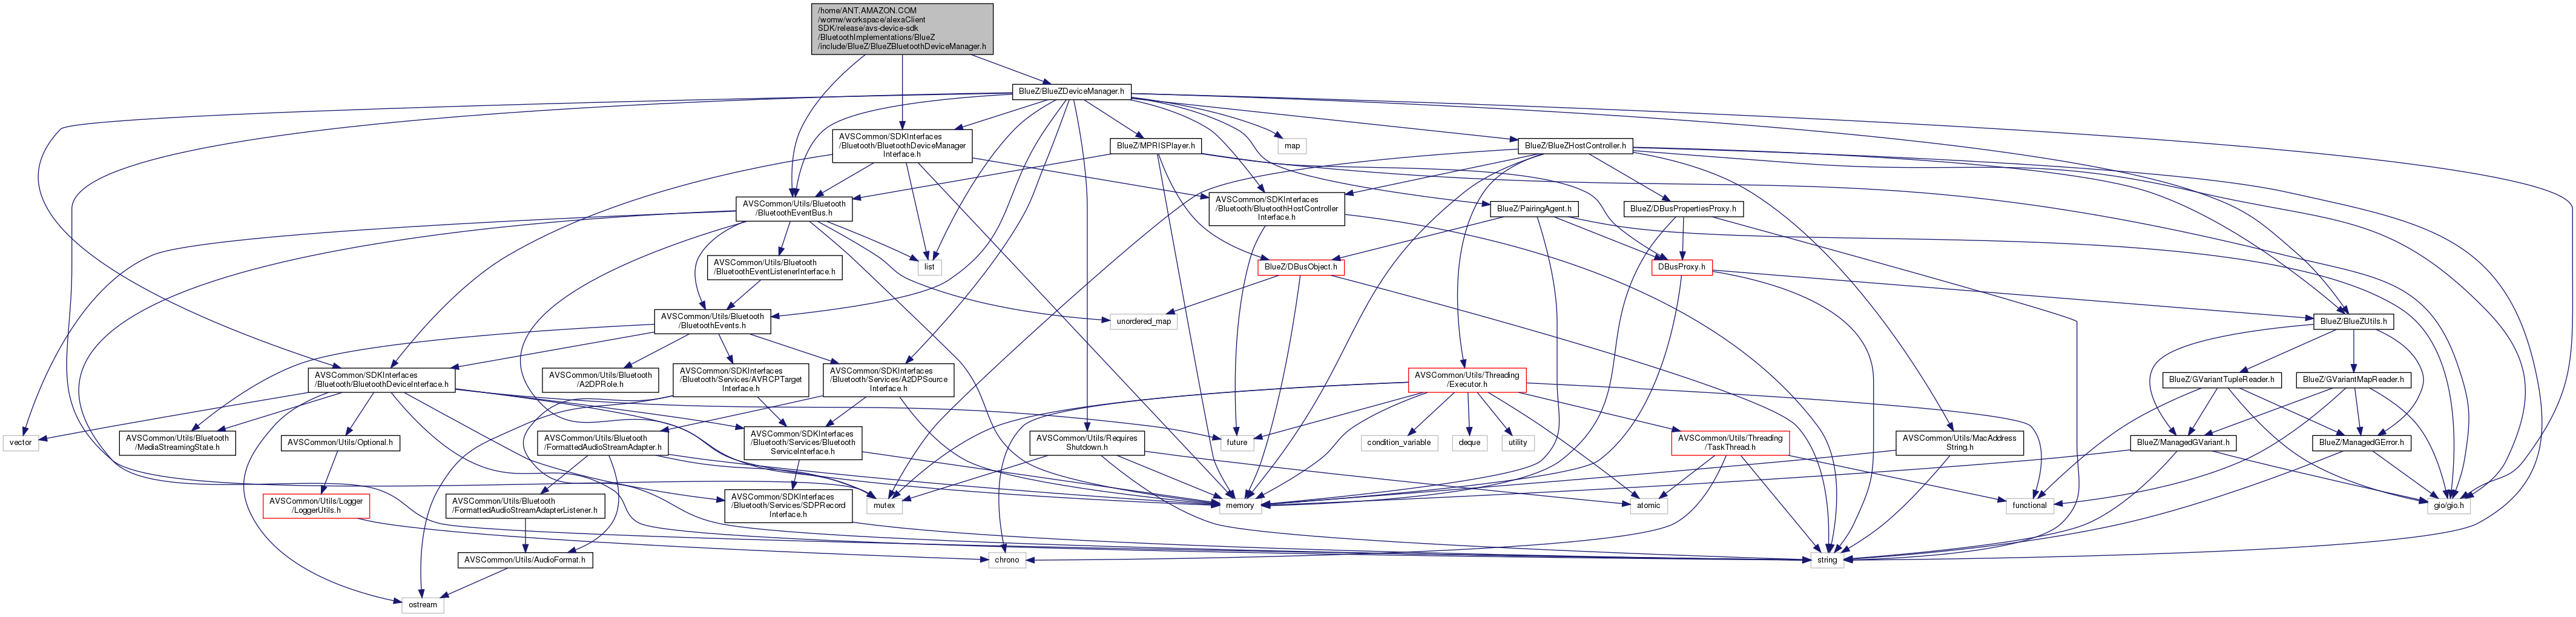 /home/ANT.AMAZON.COM
/womw/workspace/alexaClient
SDK/release/avs-device-sdk
/BluetoothImplementations/BlueZ
/include/BlueZ/BlueZBluetoothDeviceManager.h
BlueZ/BlueZDeviceManager.h
AVSCommon/SDKInterfaces
/Bluetooth/BluetoothDeviceManager
Interface.h
BlueZ/MPRISPlayer.h
map
BlueZ/BlueZHostController.h
AVSCommon/Utils/Bluetooth
/BluetoothEventBus.h
AVSCommon/SDKInterfaces
/Bluetooth/BluetoothHostController
Interface.h
BlueZ/PairingAgent.h
BlueZ/DBusPropertiesProxy.h
AVSCommon/Utils/Bluetooth
/BluetoothEventListenerInterface.h
list
BlueZ/DBusObject.h
DBusProxy.h
AVSCommon/Utils/Bluetooth
/BluetoothEvents.h
unordered_map
BlueZ/BlueZUtils.h
AVSCommon/SDKInterfaces
/Bluetooth/BluetoothDeviceInterface.h
AVSCommon/Utils/Bluetooth
/A2DPRole.h
AVSCommon/SDKInterfaces
/Bluetooth/Services/AVRCPTarget
Interface.h
AVSCommon/SDKInterfaces
/Bluetooth/Services/A2DPSource
Interface.h
AVSCommon/Utils/Threading
/Executor.h
BlueZ/GVariantTupleReader.h
BlueZ/GVariantMapReader.h
vector
AVSCommon/Utils/Bluetooth
/MediaStreamingState.h
AVSCommon/Utils/Optional.h
AVSCommon/Utils/Bluetooth
/FormattedAudioStreamAdapter.h
AVSCommon/SDKInterfaces
/Bluetooth/Services/Bluetooth
ServiceInterface.h
AVSCommon/Utils/Requires
Shutdown.h
future
condition_variable
deque
utility
AVSCommon/Utils/Threading
/TaskThread.h
AVSCommon/Utils/MacAddress
String.h
BlueZ/ManagedGVariant.h
BlueZ/ManagedGError.h
AVSCommon/Utils/Logger
/LoggerUtils.h
AVSCommon/Utils/Bluetooth
/FormattedAudioStreamAdapterListener.h
AVSCommon/SDKInterfaces
/Bluetooth/Services/SDPRecord
Interface.h
mutex
memory
atomic
functional
gio/gio.h
AVSCommon/Utils/AudioFormat.h
chrono
string
ostream